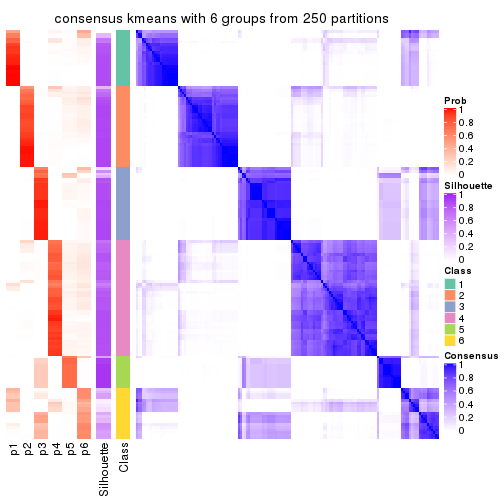 consensus kmeans with 6 groups from 250 partitions
Prob
1
0.8
0.6
0.4
0.2
0
Silhouette
1
0.8
0.6
0.4
0.2
0
Class
1
2
3
4
5
6
Consensus
1
0.8
0.6
0.4
0.2
0
p1
p2
p3
p4
p5
p6
Silhouette
Class